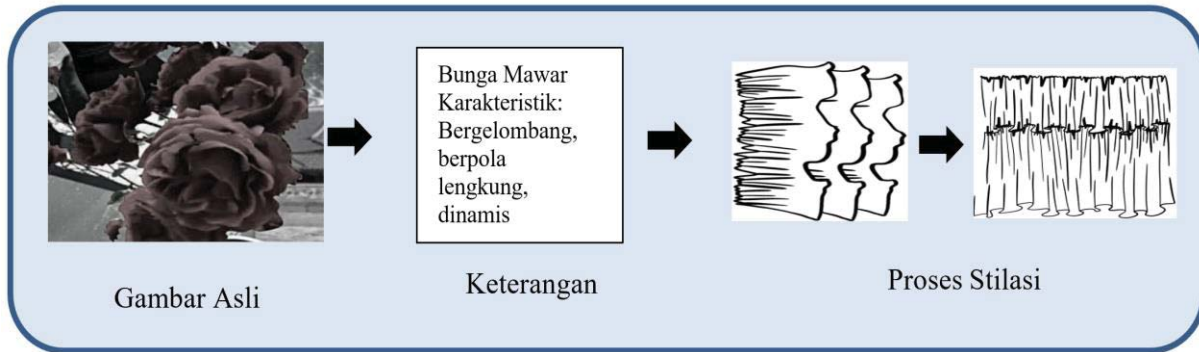 Bunga Mawar
Karakteristik:
Bergelombang,
berpola
lengkung,
dinamis
Gambar Asli
Keterangan
Proses Stilasi